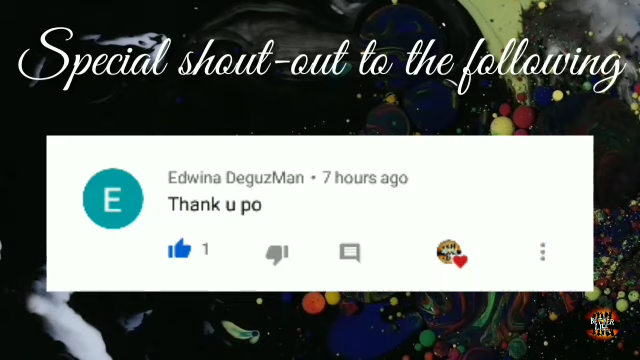 Special shout-out to the following
Edwina DeguzMan • 7 hours ago
E
Thank u po
1